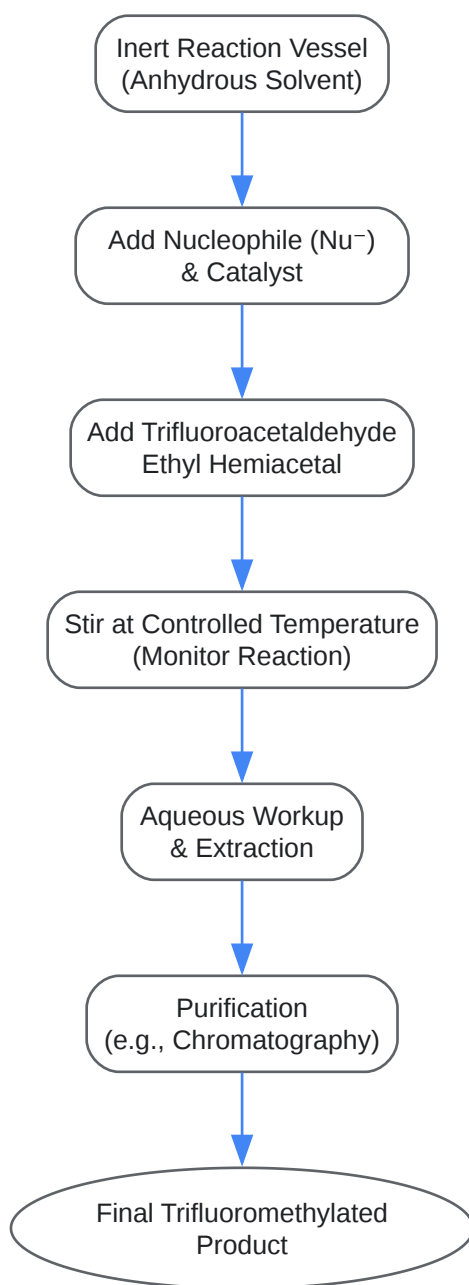 Inert Reaction Vessel
(Anhydrous Solvent)
Add Nucleophile (Nu⁻)
& Catalyst
Add Trifluoroacetaldehyde
Ethyl Hemiacetal
Stir at Controlled Temperature
(Monitor Reaction)
Aqueous Workup
& Extraction
Purification
(e.g., Chromatography)
Final Trifluoromethylated
Product